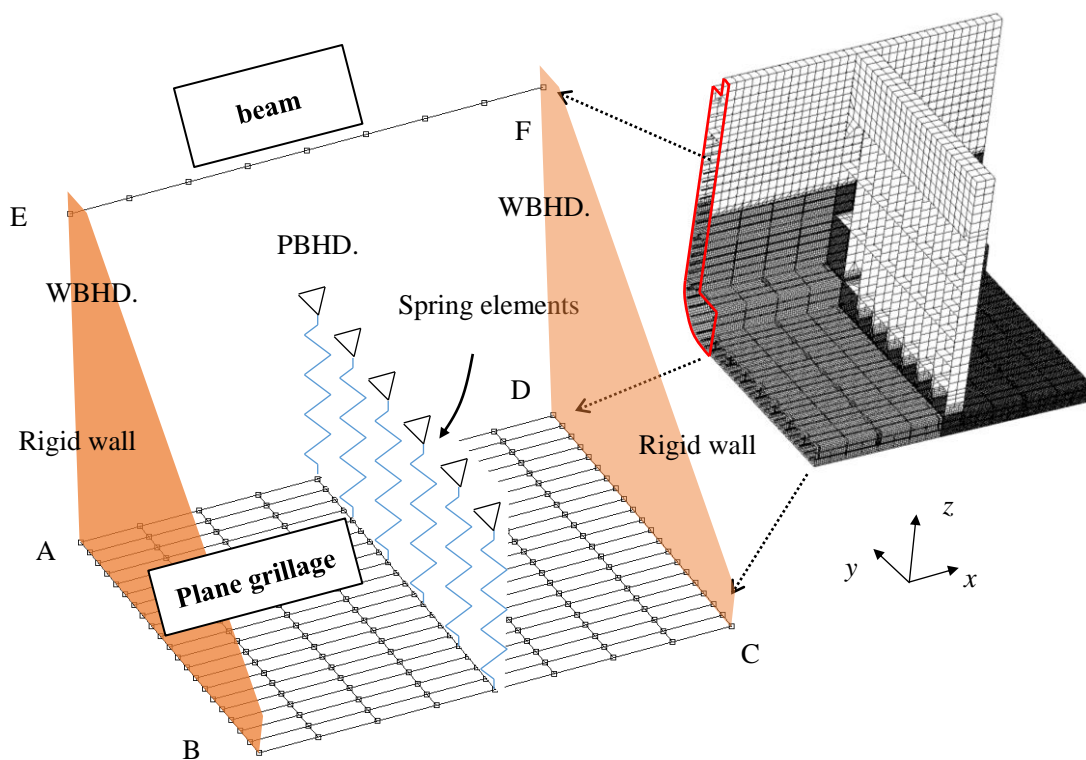 beam
F
E
WBHD.
PBHD.
WBHD.
Spring elements
D
Rigid wall
Rigid wall
A
Plane grillage
z
y
x
C
B